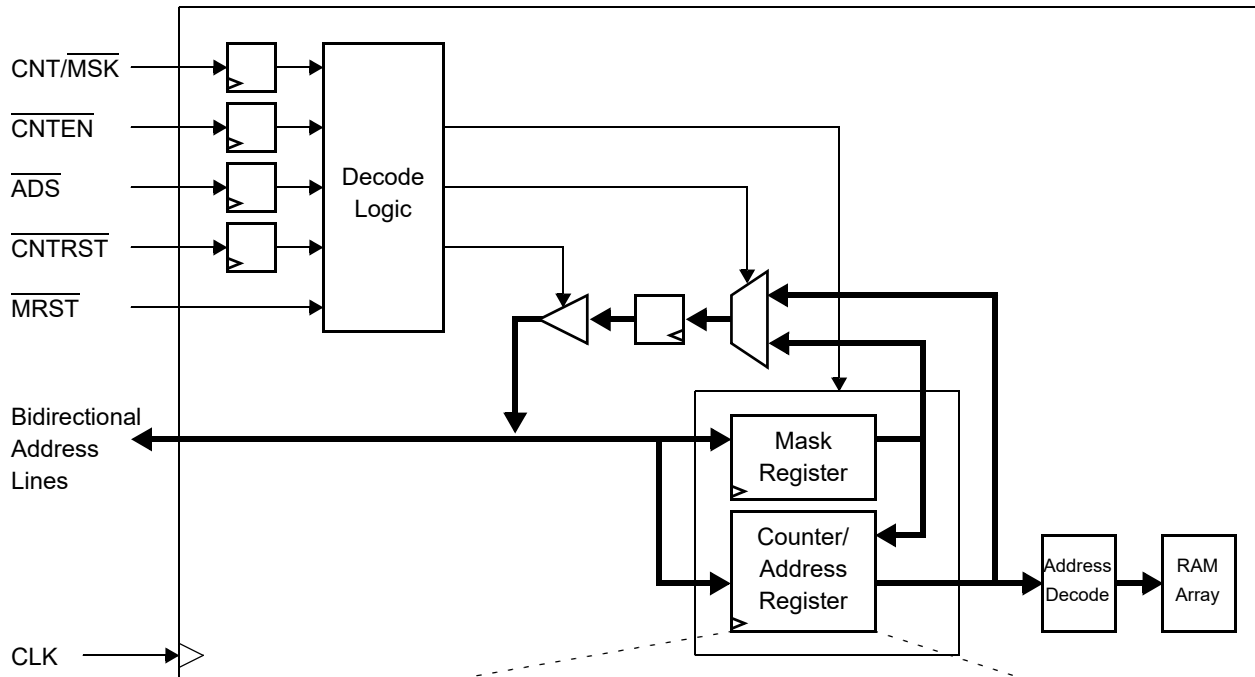 CNT/MSK
CNTEN
ADS
CNTRST
MRST
Decode
Logic
Bidirectional
Address
Lines
Mask
Register
Counter/
Address
Register
Address
Decode
RAM
Array
CLK